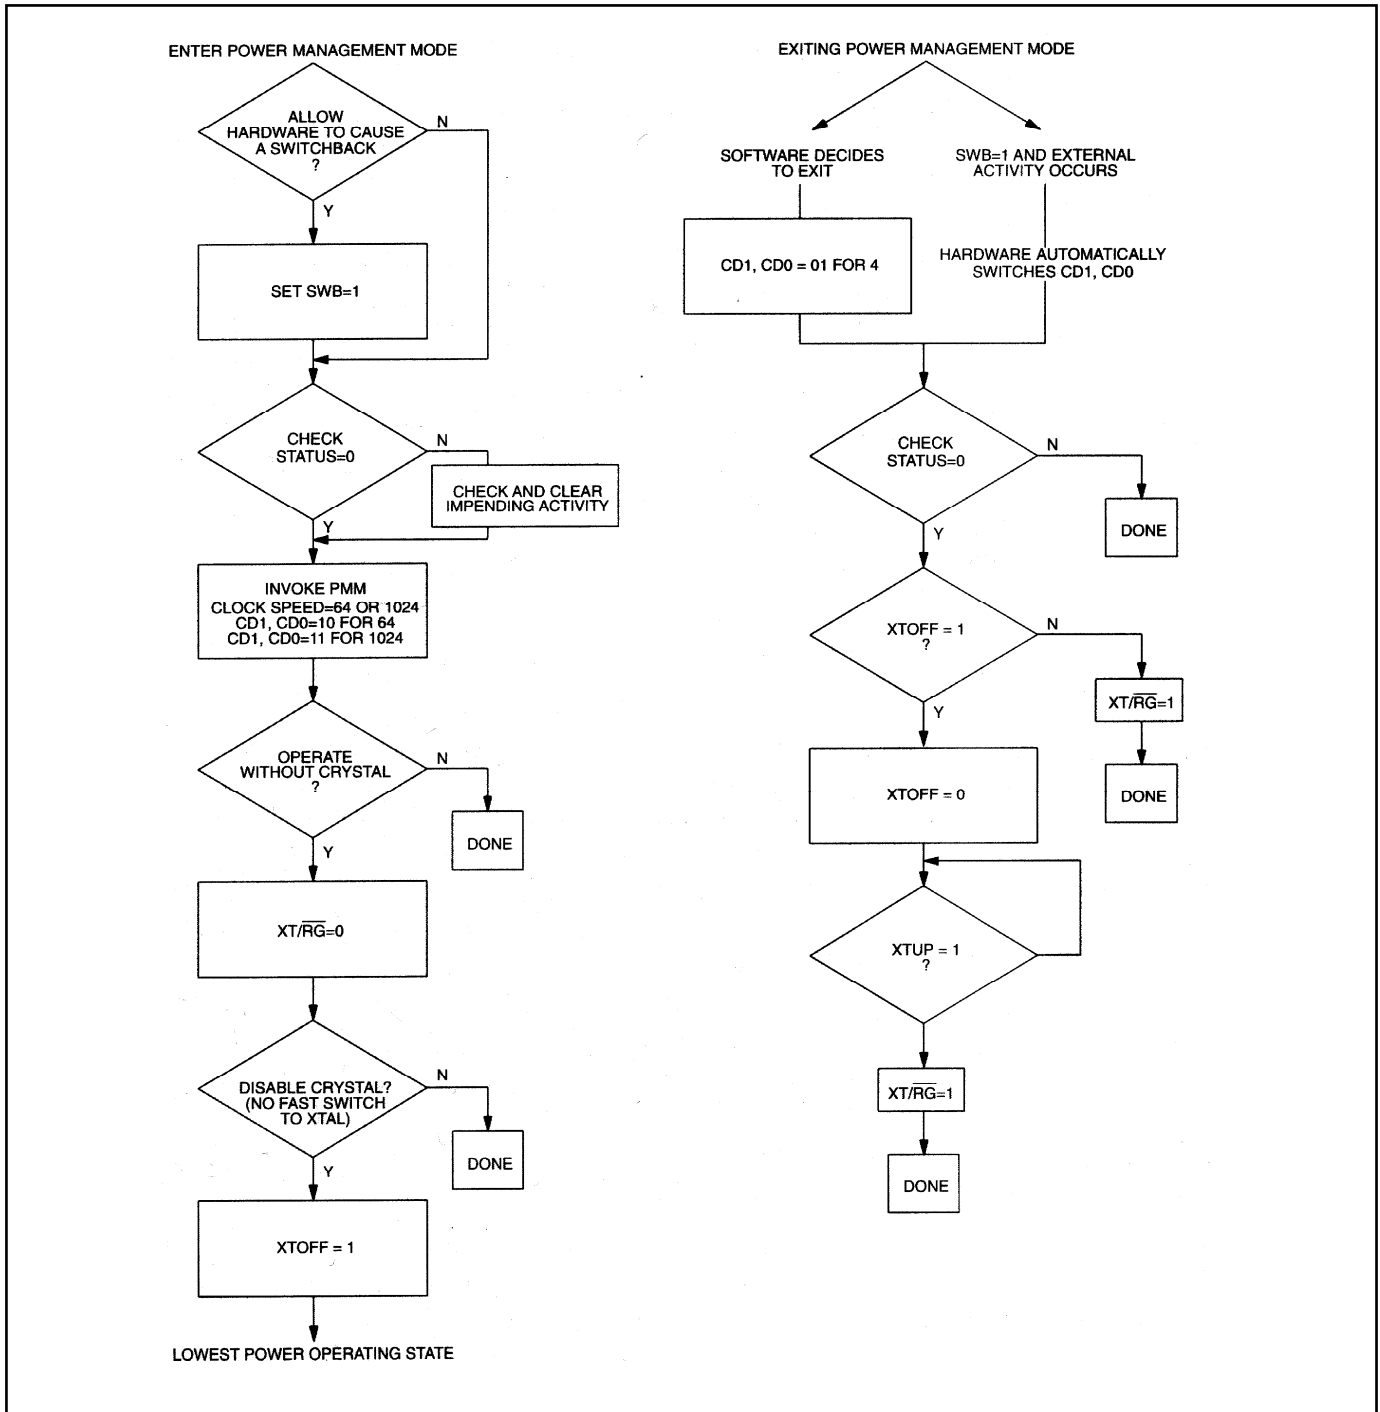 ENTER POWER MANAGEMENT MODE
ALLOW
HARDWARE TO CAUSE
A SWITCHBACK
?
N
Y
SET SWB=1
CHECK
STATUS=0
N
CHECK AND CLEAR
IMPENDING ACTIVITY
Y
INVOKE PMM
CLOCK SPEED=64 OR 1024
CD1, CD0=10 FOR 64
CD1, CD0=11 FOR 1024
OPERATE
WITHOUT CRYSTAL
?
N
DONE
Y
XT/R̅G̅=0
DISABLE CRYSTAL?
(NO FAST SWITCH
TO XTAL)
N
DONE
Y
XTOFF = 1
LOWEST POWER OPERATING STATE
EXITING POWER MANAGEMENT MODE
SOFTWARE DECIDES
TO EXIT
SWB=1 AND EXTERNAL
ACTIVITY OCCURS
CD1, CD0 = 01 FOR 4
HARDWARE AUTOMATICALLY
SWITCHES CD1, CD0
CHECK
STATUS=0
N
DONE
Y
XTOFF = 1
?
N
XT/R̅G̅=1
DONE
Y
XTOFF = 0
XTUP = 1
?
XT/R̅G̅=1
DONE